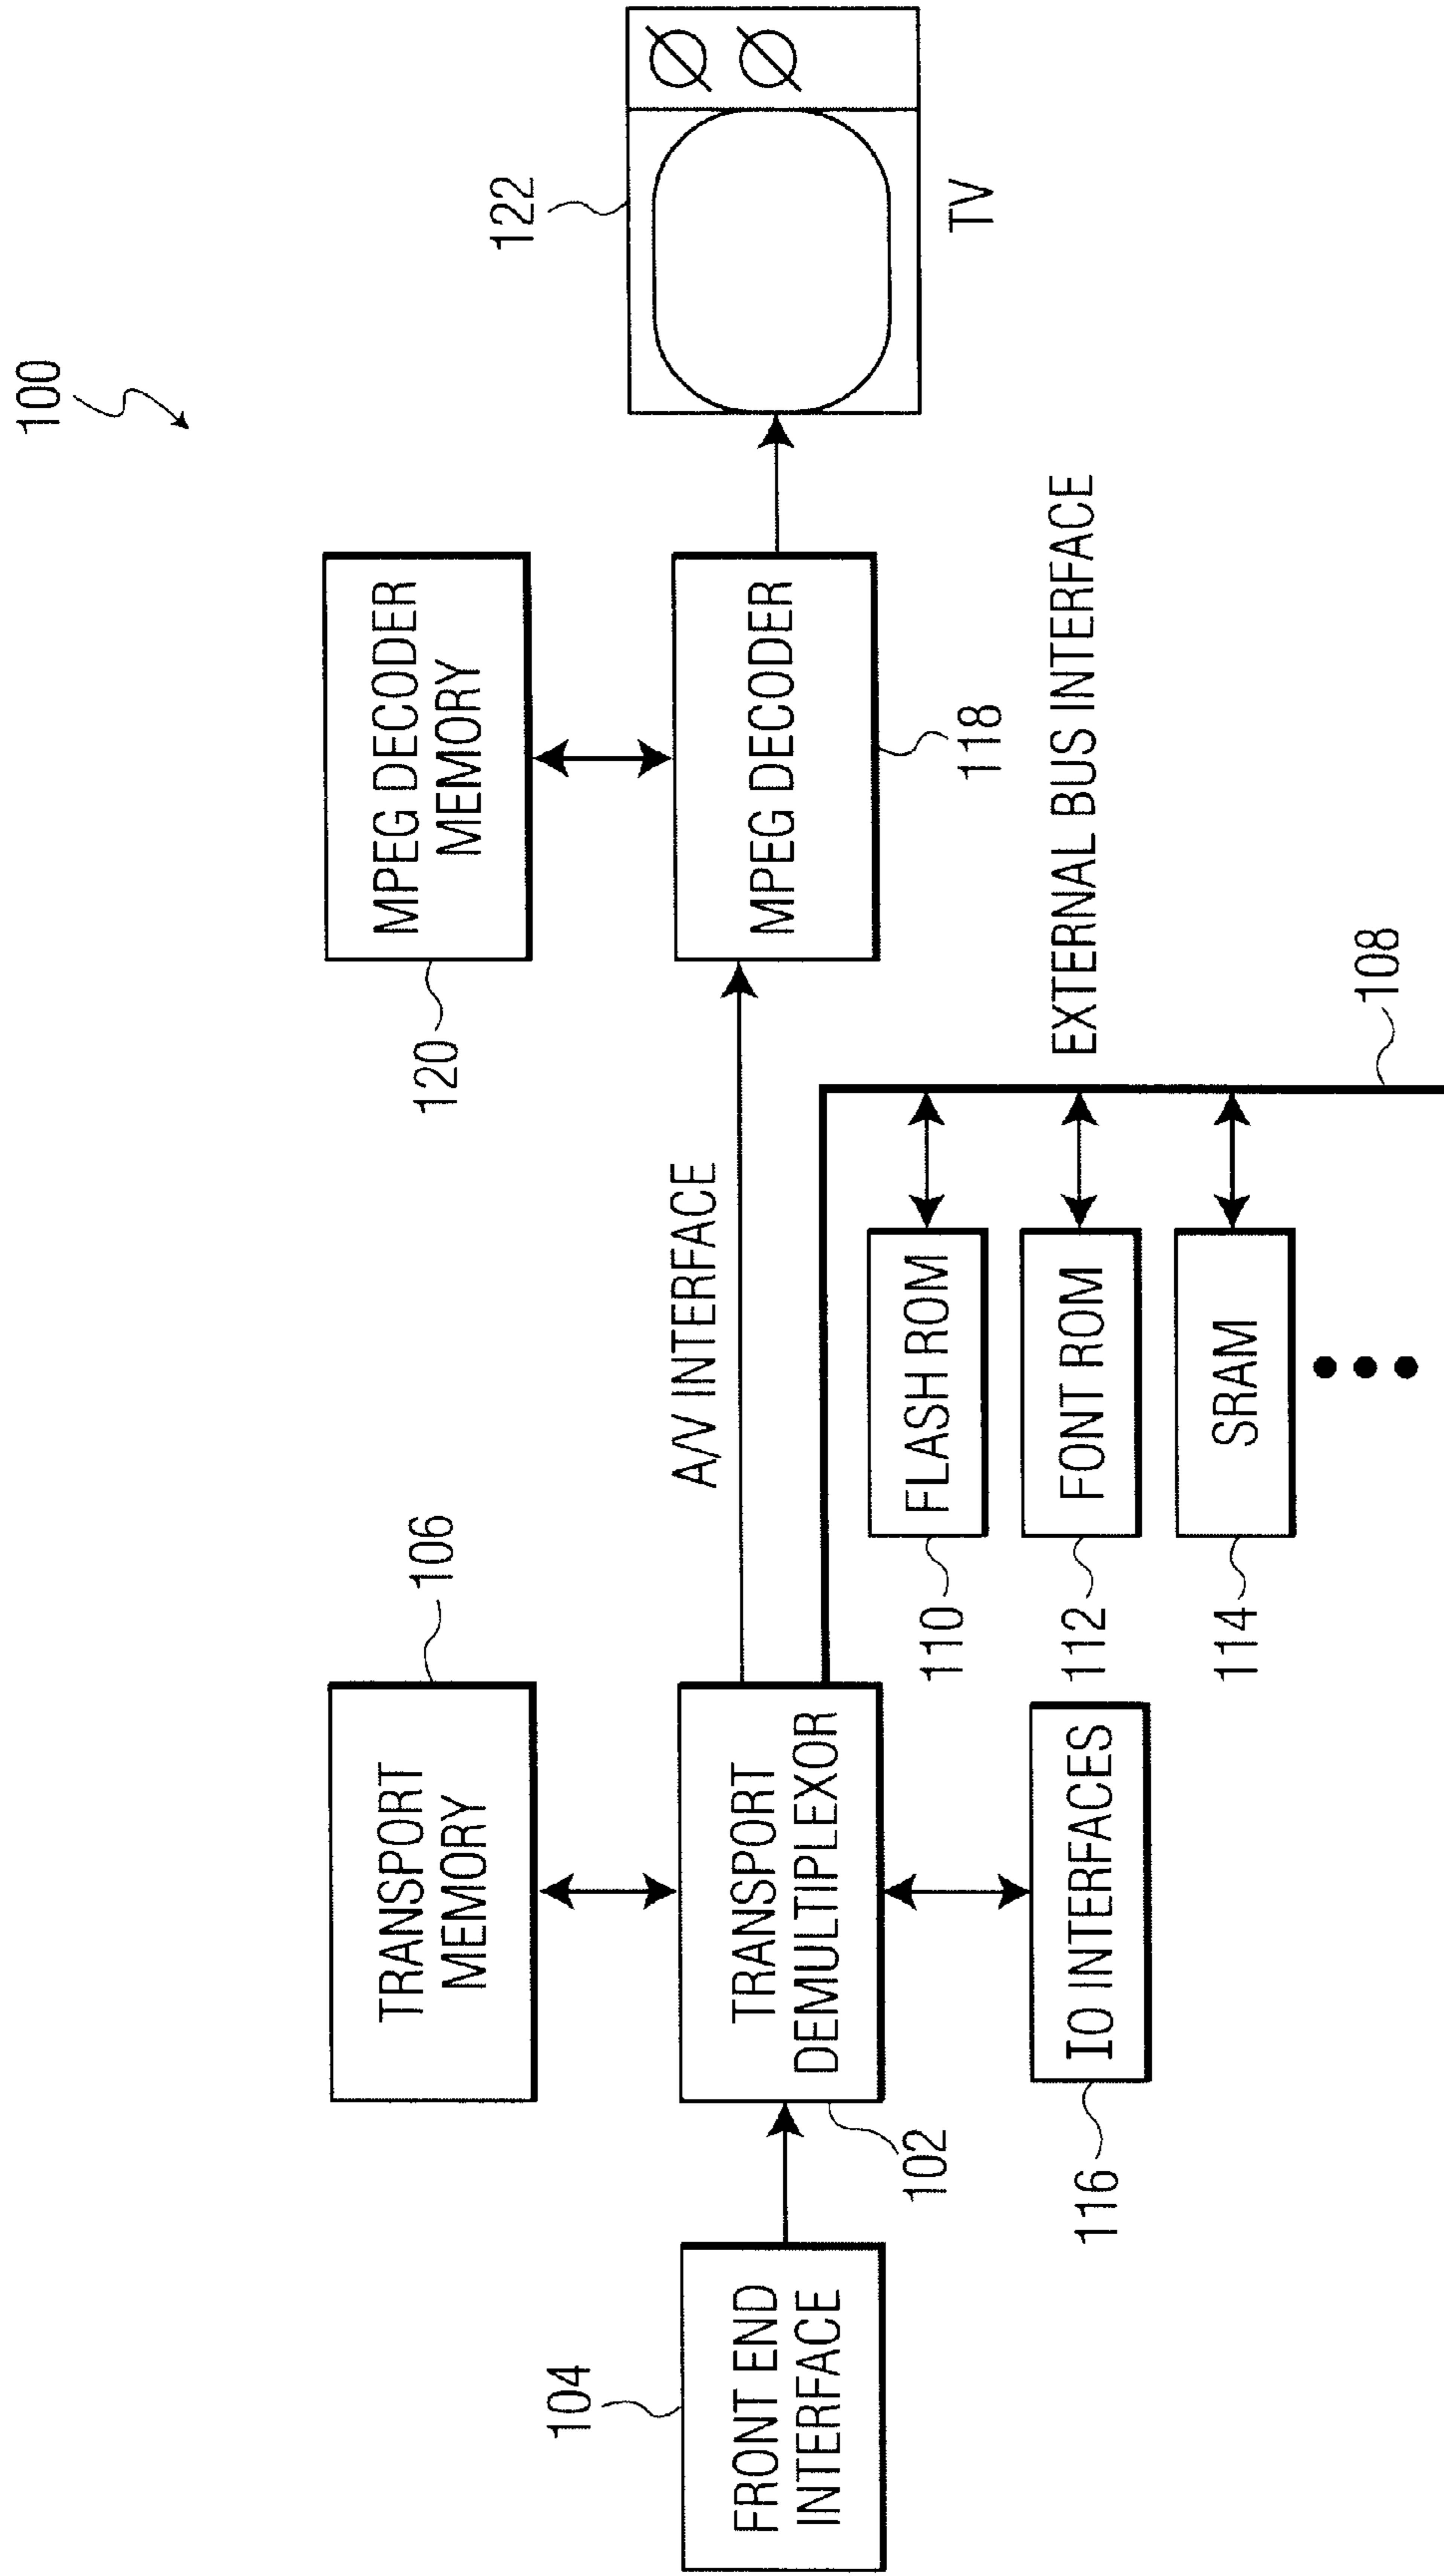 100
TRANSPORT
MEMORY
106
MPEG DECODER
MEMORY
120
122
104
FRONT END
INTERFACE
TRANSPORT
DEMULTIPLEXOR
102
A/V INTERFACE
MPEG DECODER
118
TV
IO INTERFACES
116
FLASH ROM
110
FONT ROM
112
SRAM
114
EXTERNAL BUS INTERFACE
108